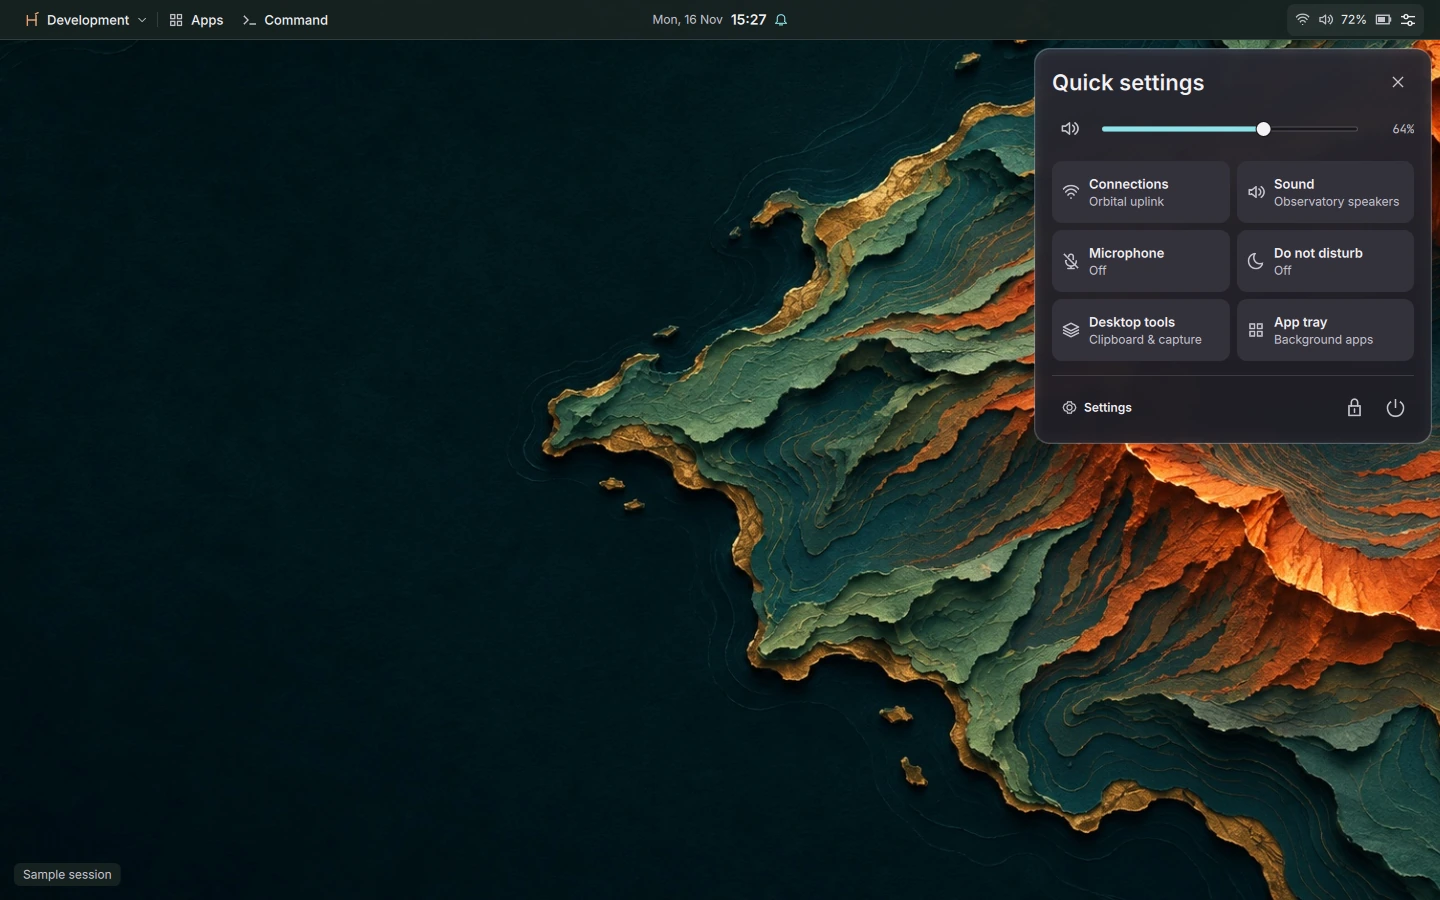 Development Apps Command Mon, 16 Nov 15:27 72%
Quick settings
64%
Connections
Orbital uplink
Sound
Observatory speakers
Microphone
Off
Do not disturb
Off
Desktop tools
Clipboard & capture
App tray
Background apps
Settings
Sample session